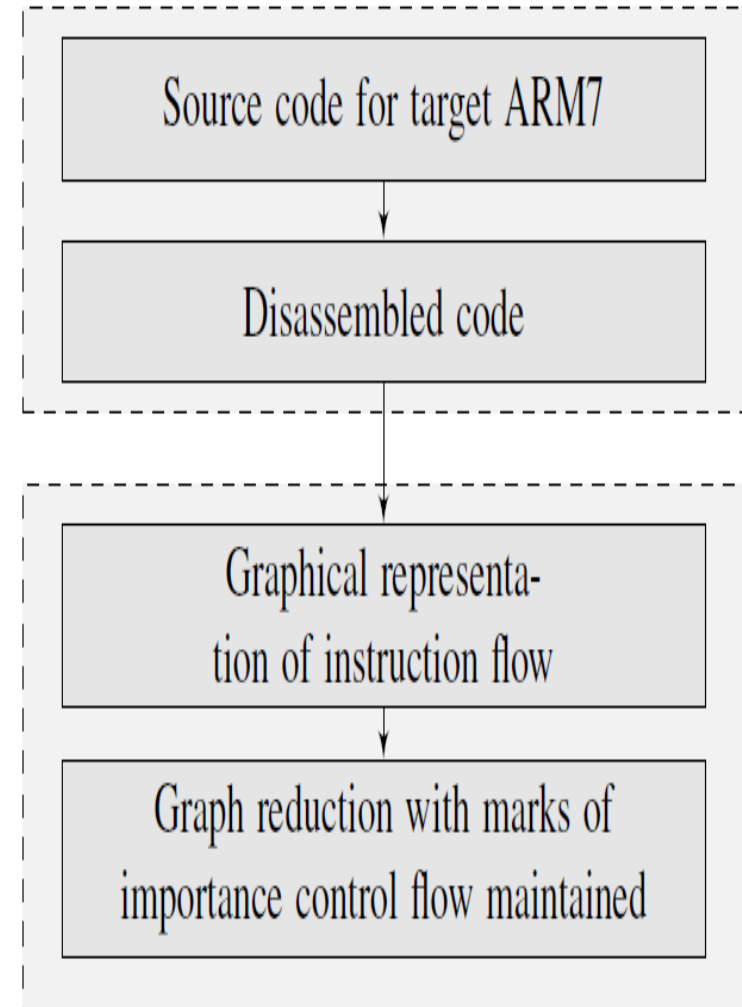 Source code for target ARM7
Disassembled code
Graphical representa-
tion of instruction flow
Graph reduction with marks of
importance control flow maintained